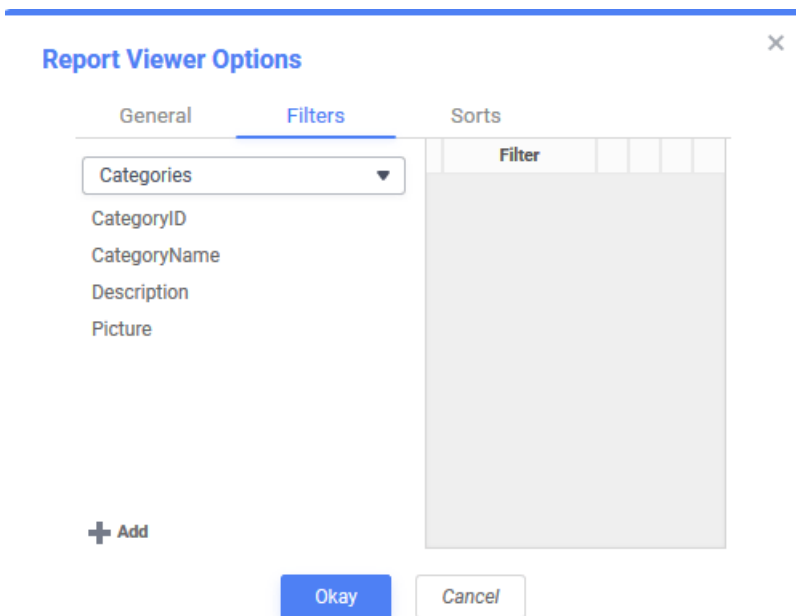 Report Viewer Options
General Filters Sorts
Categories
CategoryID
CategoryName
Description
Picture
Add
Filter
Okay Cancel